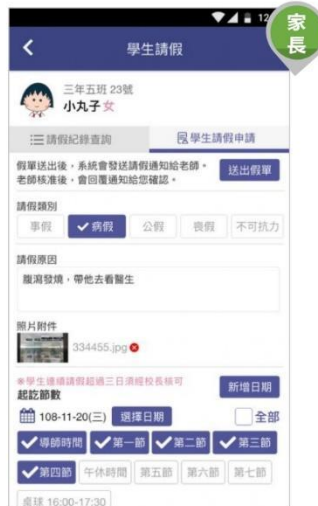 12
家
長
學生請假
三年五班 23號
小丸子 女
請假紀錄查詢
學生請假申請
假單送出後，系統會發送請假通知給老師。
老師核准後，會回覆通知給您確認。
送出假單
請假類別
事假
病假
公假
喪假
不可抗力
請假原因
腹瀉發燒，帶他去看醫生
照片附件
334455.jpg
※學生連續請假超過三日須經校長核可
起訖節數
新增日期
108-11-20(三)
選擇日期
全部
導師時間
第一節
第二節
第三節
第四節
午休時間
第五節
第六節
第七節
桌球 16:00-17:30